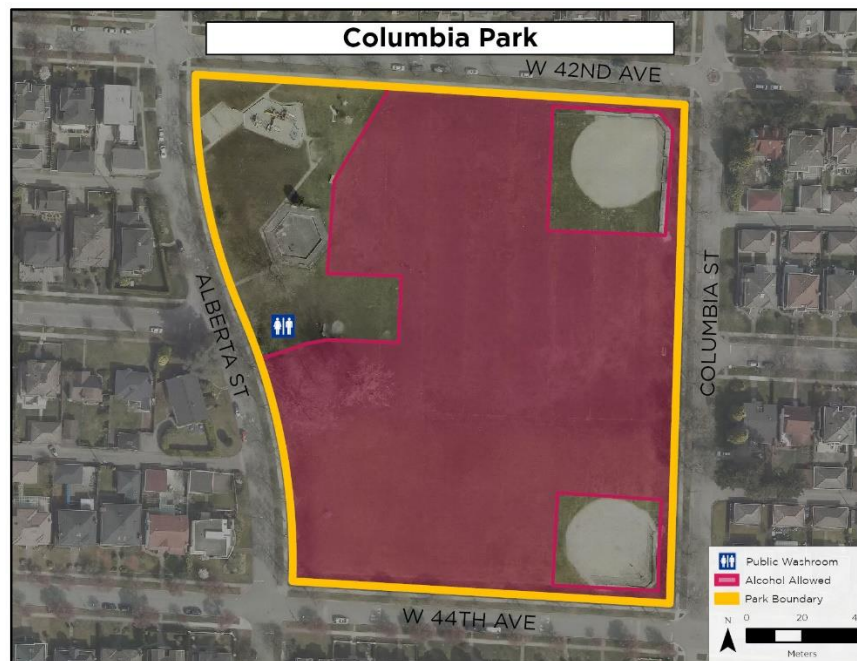 Columbia Park
W 42ND AVE
ALBERTA ST
COLUMBIA ST
W 44TH AVE
Public Washroom
Alcohol Allowed
Park Boundary
N
0 20 4
Meters